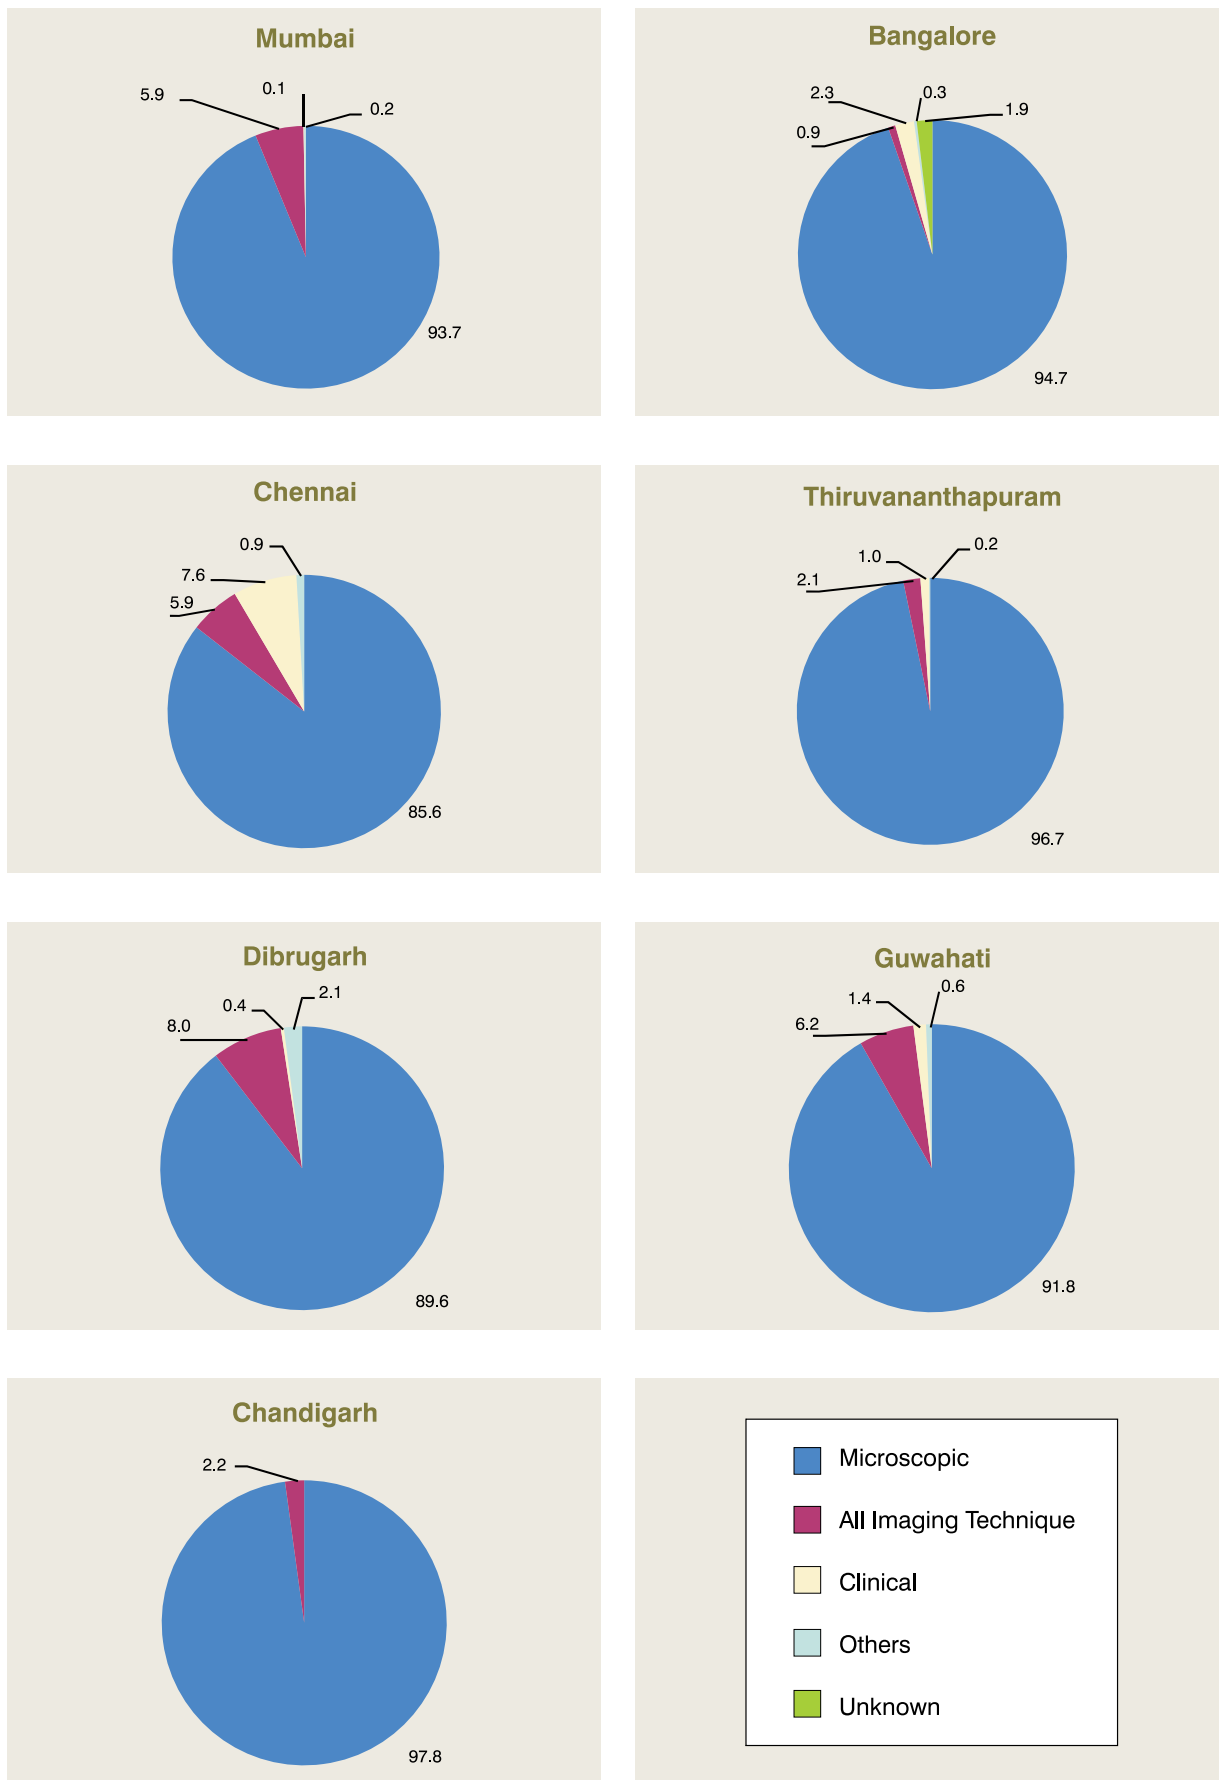 Mumbai
5.9
0.1
0.2
93.7
Bangalore
2.3
0.3
1.9
0.9
94.7
Chennai
0.9
7.6
5.9
85.6
Thiruvananthapuram
1.0
0.2
2.1
96.7
Dibrugarh
2.1
0.4
8.0
89.6
Guwahati
0.6
1.4
6.2
91.8
Chandigarh
2.2
97.8
Microscopic
All Imaging Technique
Clinical
Others
Unknown